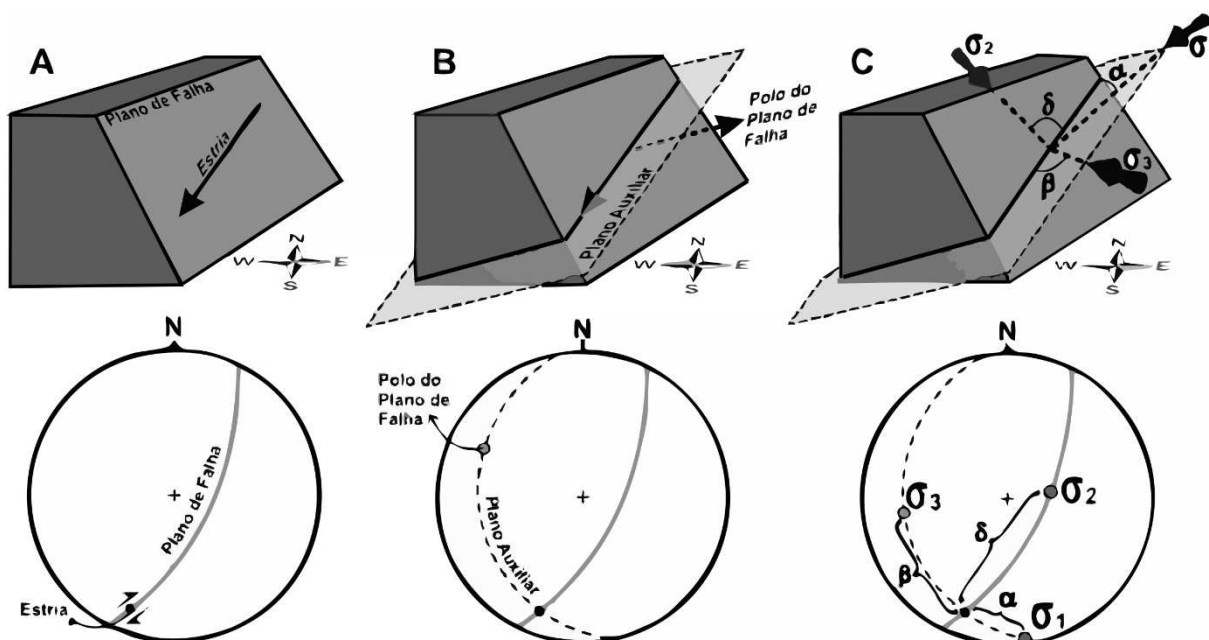 A
Plano de Falha
Estria
N
W E
S
B
Polo do
Plano de
Falha
Plano Auxiliar
N
W E
S
C
σ2
σ
α
δ
σ3
β
N
W E
S
N
Plano de Falha
Estria
N
Polo do
Plano de
Falha
Plano Auxiliar
N
σ3
σ2
δ
β
α
σ1